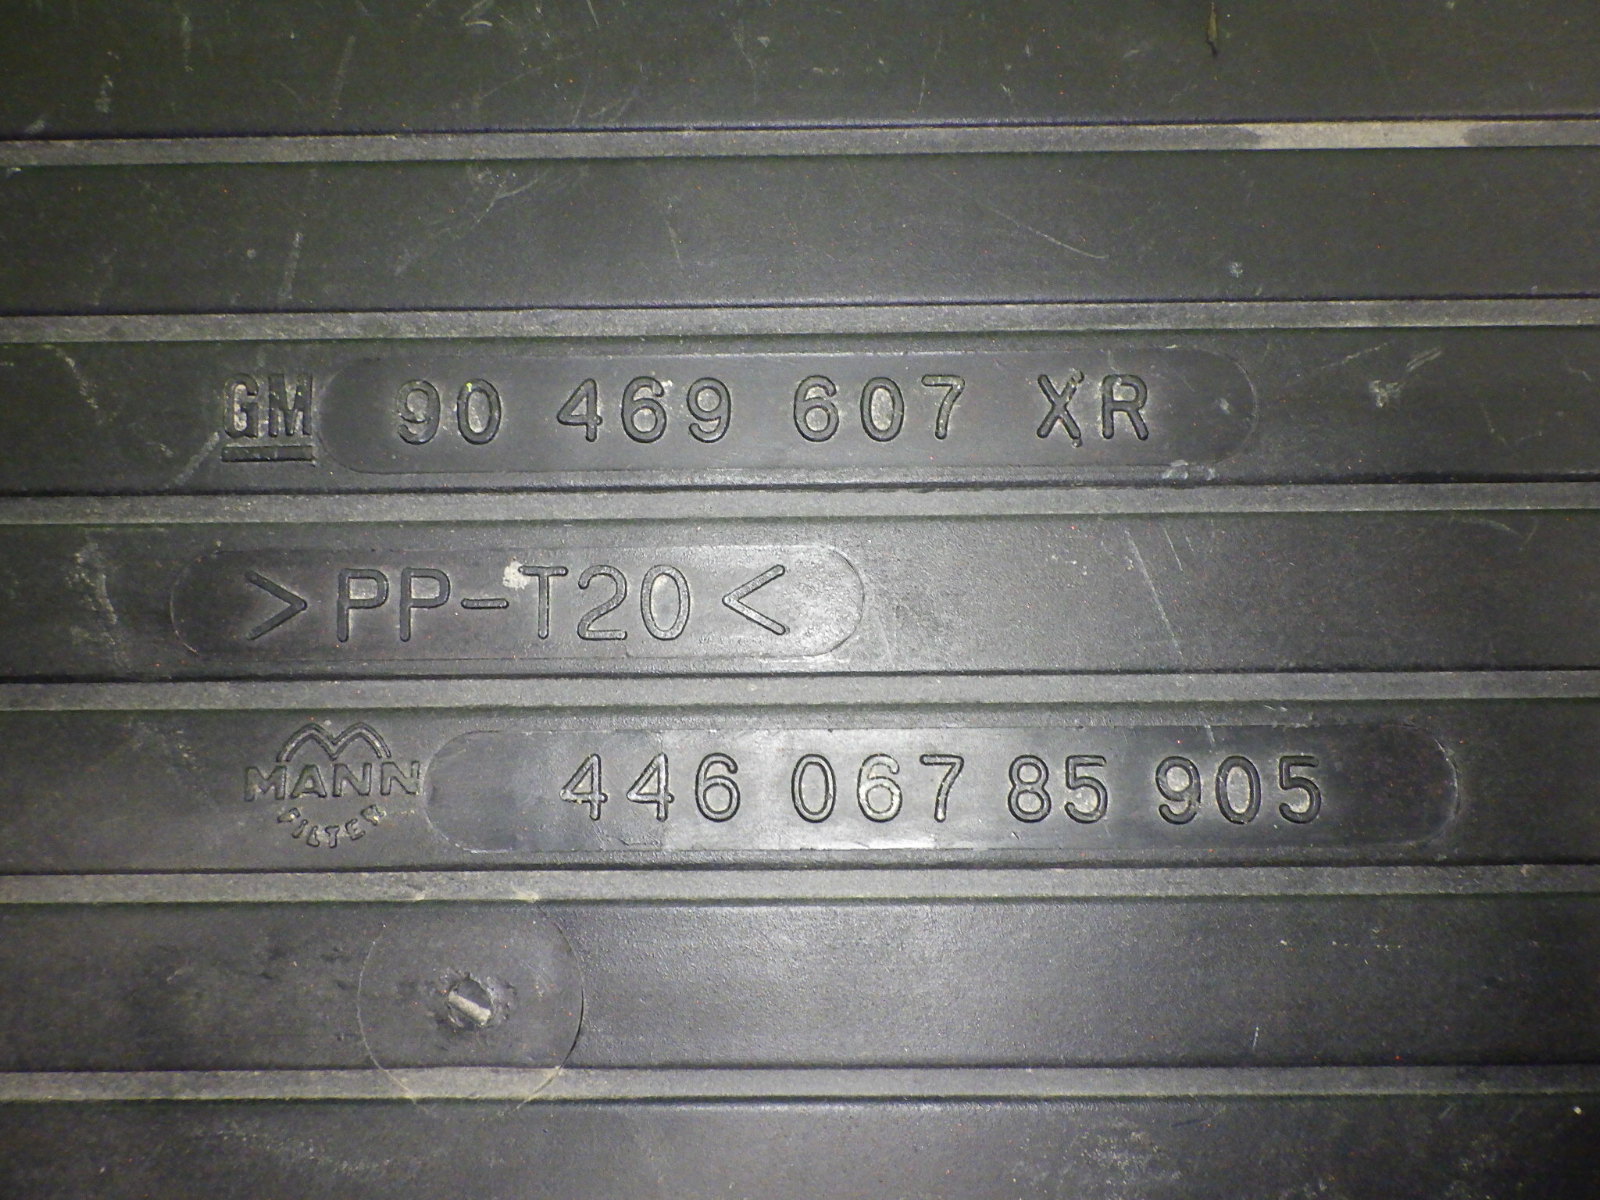 GM 90 469 607 XR
>PP-T20<
MANN FILTER 446 067 85 905